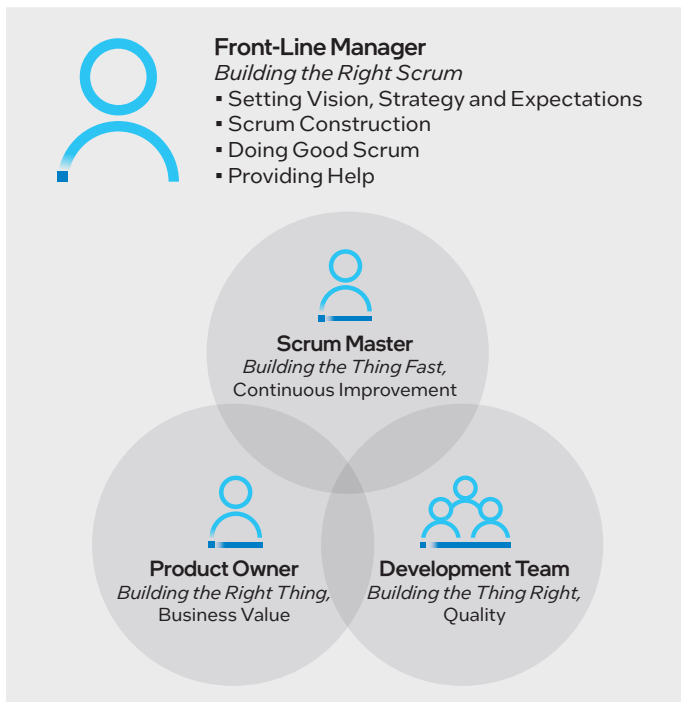 Front-Line Manager
Building the Right Scrum
▪ Setting Vision, Strategy and Expectations
▪ Scrum Construction
▪ Doing Good Scrum
▪ Providing Help
Scrum Master
Building the Thing Fast,
Continuous Improvement
Product Owner
Building the Right Thing,
Business Value
Development Team
Building the Thing Right,
Quality